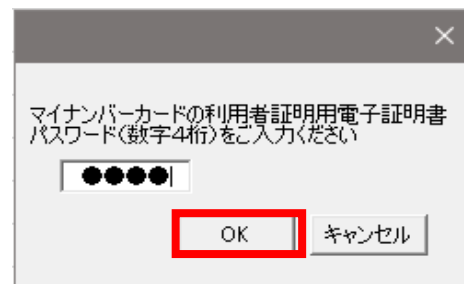 マイナンバーカードの利用者証明用電子証明書
パスワード(数字4桁)をご入力ください
●●●●
OK
キャンセル